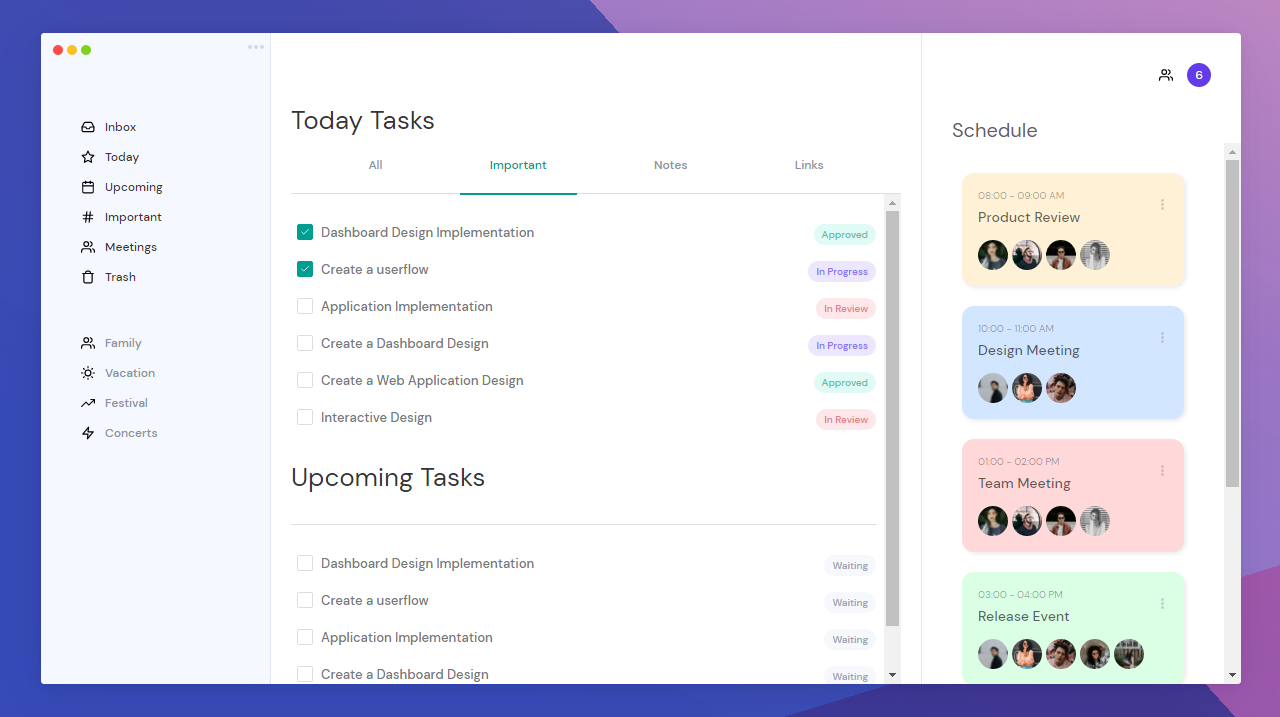 Inbox
Today
Upcoming
Important
Meetings
Trash
Family
Vacation
Festival
Concerts
Today Tasks
All
Important
Notes
Links
Dashboard Design Implementation
Approved
Create a userflow
In Progress
Application Implementation
In Review
Create a Dashboard Design
In Progress
Create a Web Application Design
Approved
Interactive Design
In Review
Upcoming Tasks
Dashboard Design Implementation
Waiting
Create a userflow
Waiting
Application Implementation
Waiting
Create a Dashboard Design
Waiting
6
Schedule
08:00 - 09:00 AM
Product Review
10:00 - 11:00 AM
Design Meeting
01:00 - 02:00 PM
Team Meeting
03:00 - 04:00 PM
Release Event